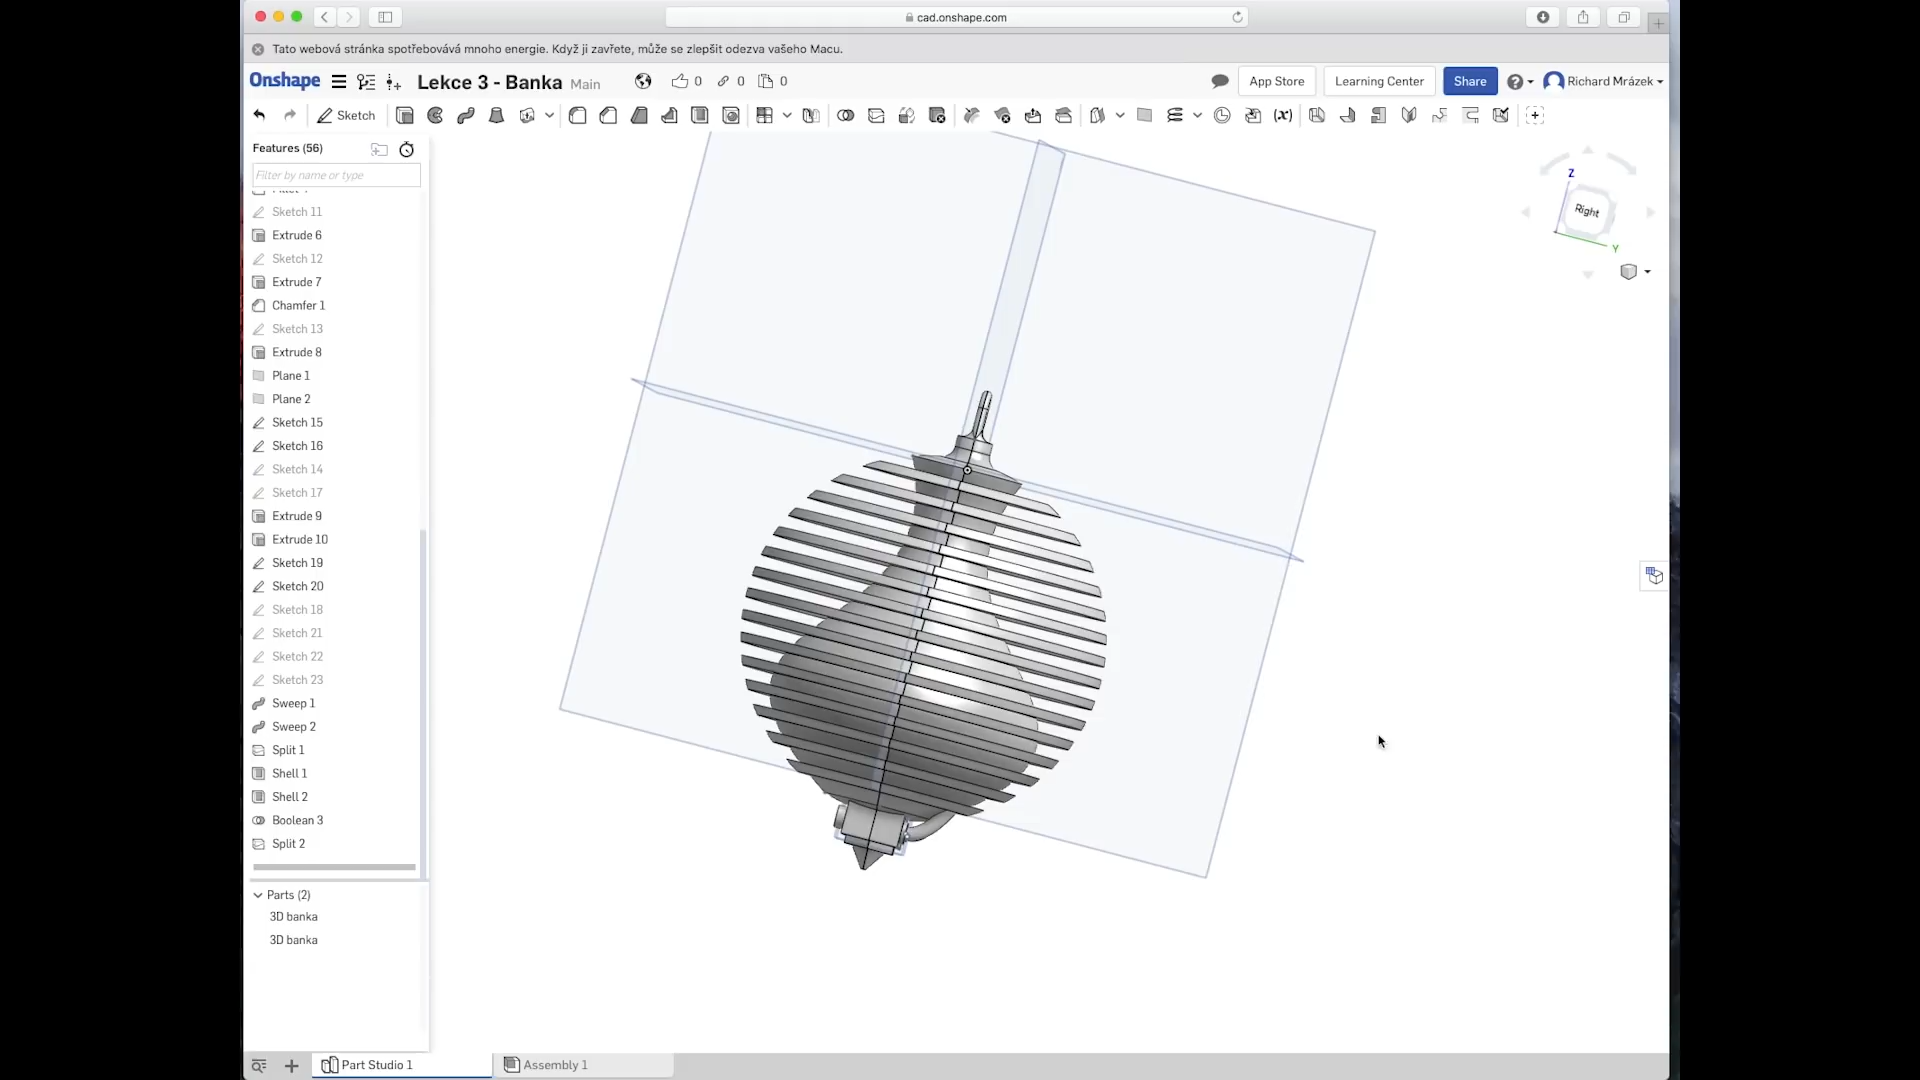 cad.onshape.com
Tato webová stránka spotřebovává mnoho energie. Když ji zavřete, může se zlepšit odezva vašeho Macu.
Onshape
Lekce 3 - Banka Main
0 0 0
App Store
Learning Center
Share
Richard Mrázek
Sketch
(x)
Features (56)
Filter by name or type
Sketch 11
Extrude 6
Sketch 12
Extrude 7
Chamfer 1
Sketch 13
Extrude 8
Plane 1
Plane 2
Sketch 15
Sketch 16
Sketch 14
Sketch 17
Extrude 9
Extrude 10
Sketch 19
Sketch 20
Sketch 18
Sketch 21
Sketch 22
Sketch 23
Sweep 1
Sweep 2
Split 1
Shell 1
Shell 2
Boolean 3
Split 2
Parts (2)
3D banka
3D banka
Z
Right
Y
Part Studio 1
Assembly 1